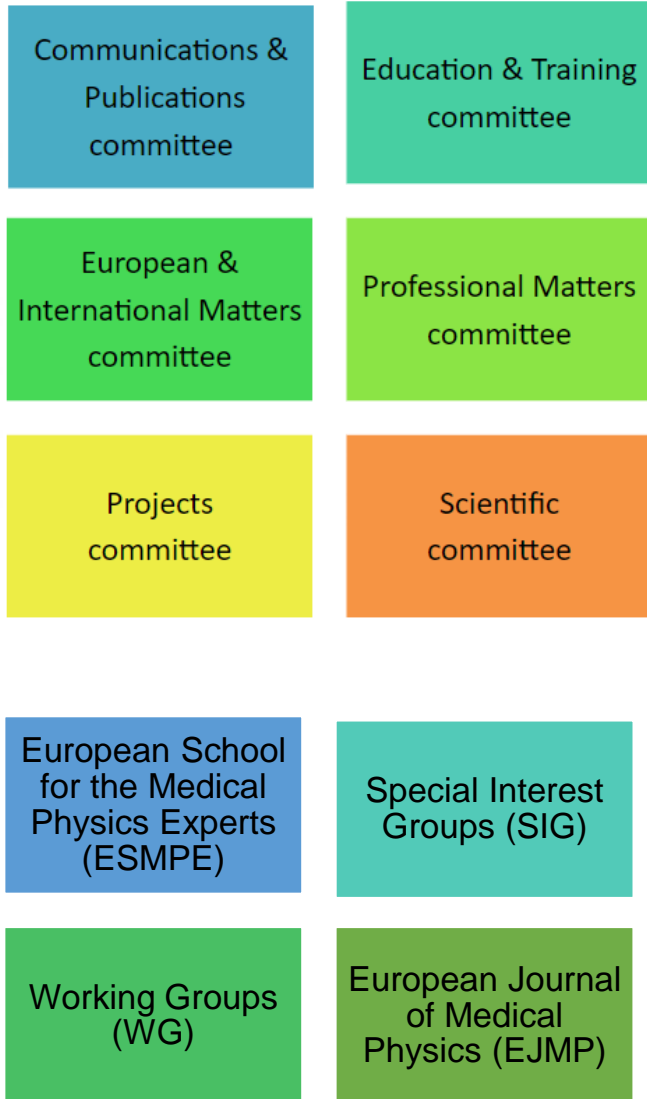 Communications &
Publications
committee
Education & Training
committee
European &
International Matters
committee
Professional Matters
committee
Projects
committee
Scientific
committee
European School
for the Medical
Physics Experts
(ESMPE)
Special Interest
Groups (SIG)
Working Groups
(WG)
European Journal
of Medical
Physics (EJMP)